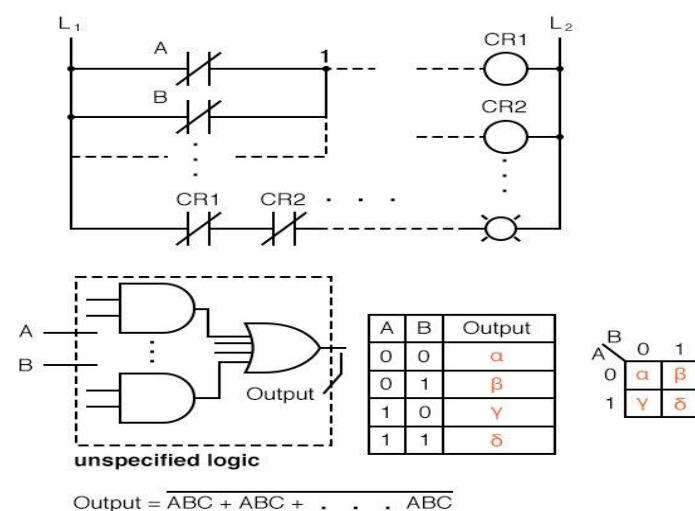 L1 L2
A CR1
B CR2
CR1 CR2 . . .
A
B
Output
unspecified logic
A B Output
0 0 α
0 1 β
1 0 γ
1 1 δ
B
A 0 1
0 α β
1 γ δ
Output = ABC + ABC + . . . ABC